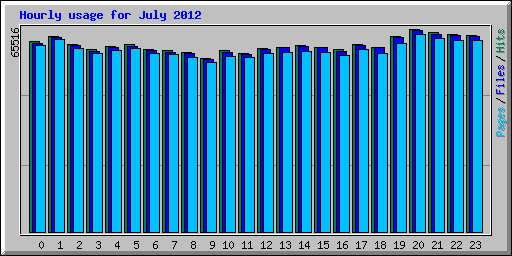 Hourly usage for July 2012
65516
Pages/Files/Hits
0 1 2 3 4 5 6 7 8 9 10 11 12 13 14 15 16 17 18 19 20 21 22 23